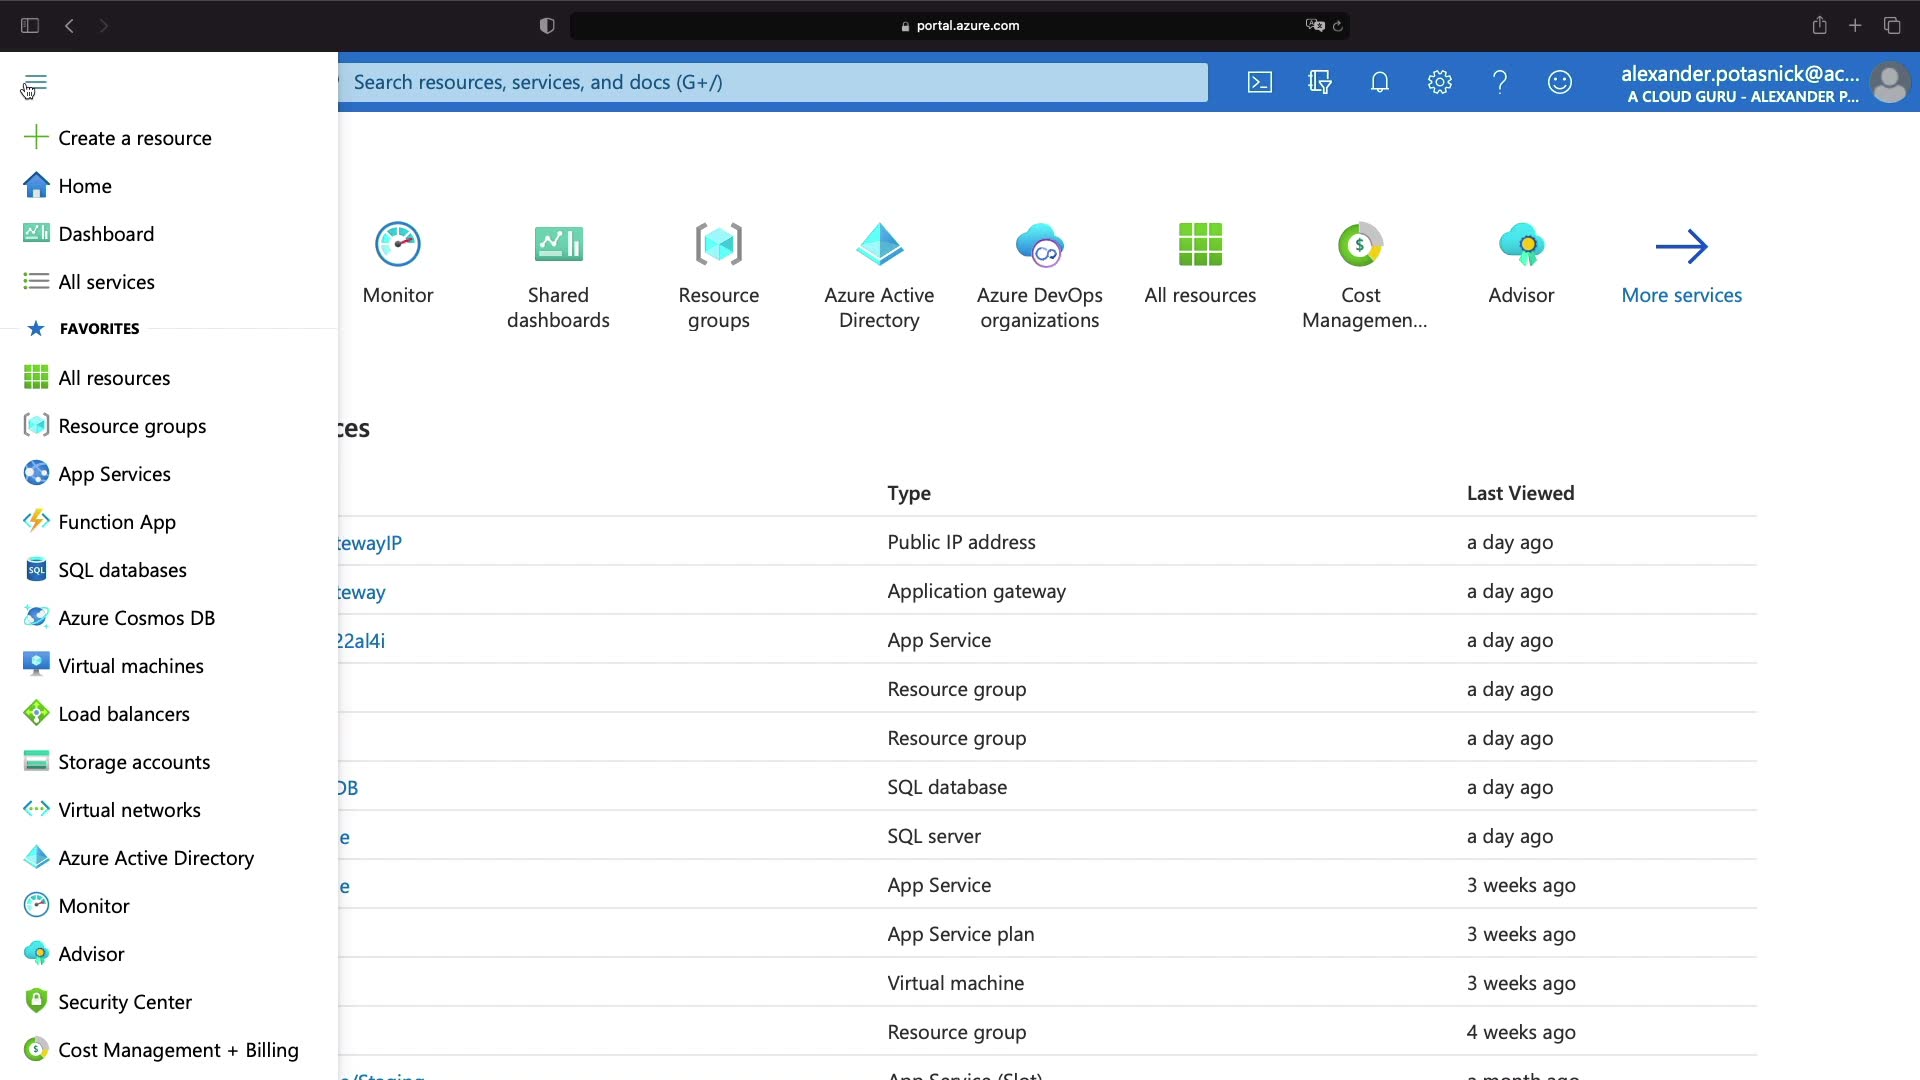 portal.azure.com
Search resources, services, and docs (G+/)
alexander.potasnick@ac...
A CLOUD GURU - ALEXANDER P...
Create a resource
Home
Dashboard
All services
FAVORITES
All resources
Resource groups
App Services
Function App
SQL databases
Azure Cosmos DB
Virtual machines
Load balancers
Storage accounts
Virtual networks
Azure Active Directory
Monitor
Advisor
Security Center
Cost Management + Billing
Monitor
Shared dashboards
Resource groups
Azure Active Directory
Azure DevOps organizations
All resources
Cost Managemen...
Advisor
More services
ces
Type Last Viewed
tewayIP Public IP address a day ago
teway Application gateway a day ago
22al4i App Service a day ago
Resource group a day ago
Resource group a day ago
DB SQL database a day ago
e SQL server a day ago
e App Service 3 weeks ago
App Service plan 3 weeks ago
Virtual machine 3 weeks ago
Resource group 4 weeks ago
e/Staging App Service (Slot) a month ago